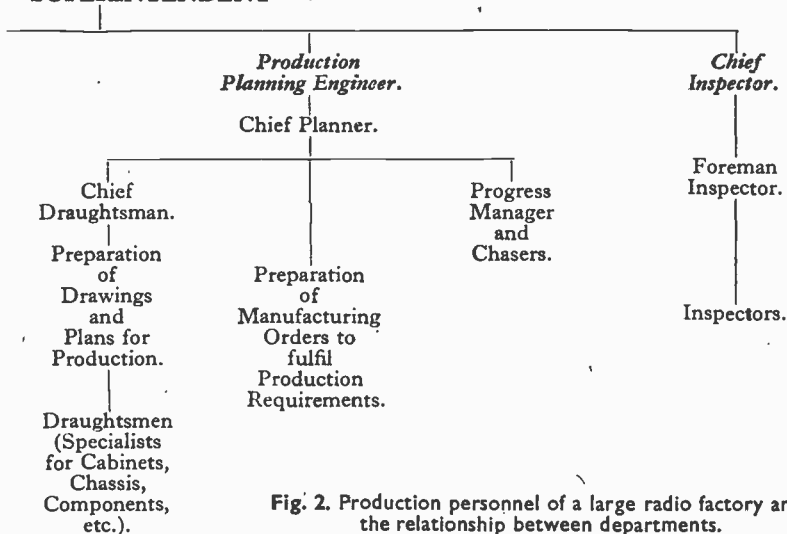 Production
Planning Engineer.
Chief
Inspector.
Chief Planner.
Chief
Draughtsman.
Progress
Manager
and
Chasers.
Foreman
Inspector.
Preparation
of
Drawings
and
Plans for
Production.
Preparation
of
Manufacturing
Orders to
fulfil
Production
Requirements.
Inspectors.
Draughtsmen
(Specialists
for Cabinets,
Chassis,
Components,
etc.).
Fig. 2. Production personnel of a large radio factory
the relationship between departments.